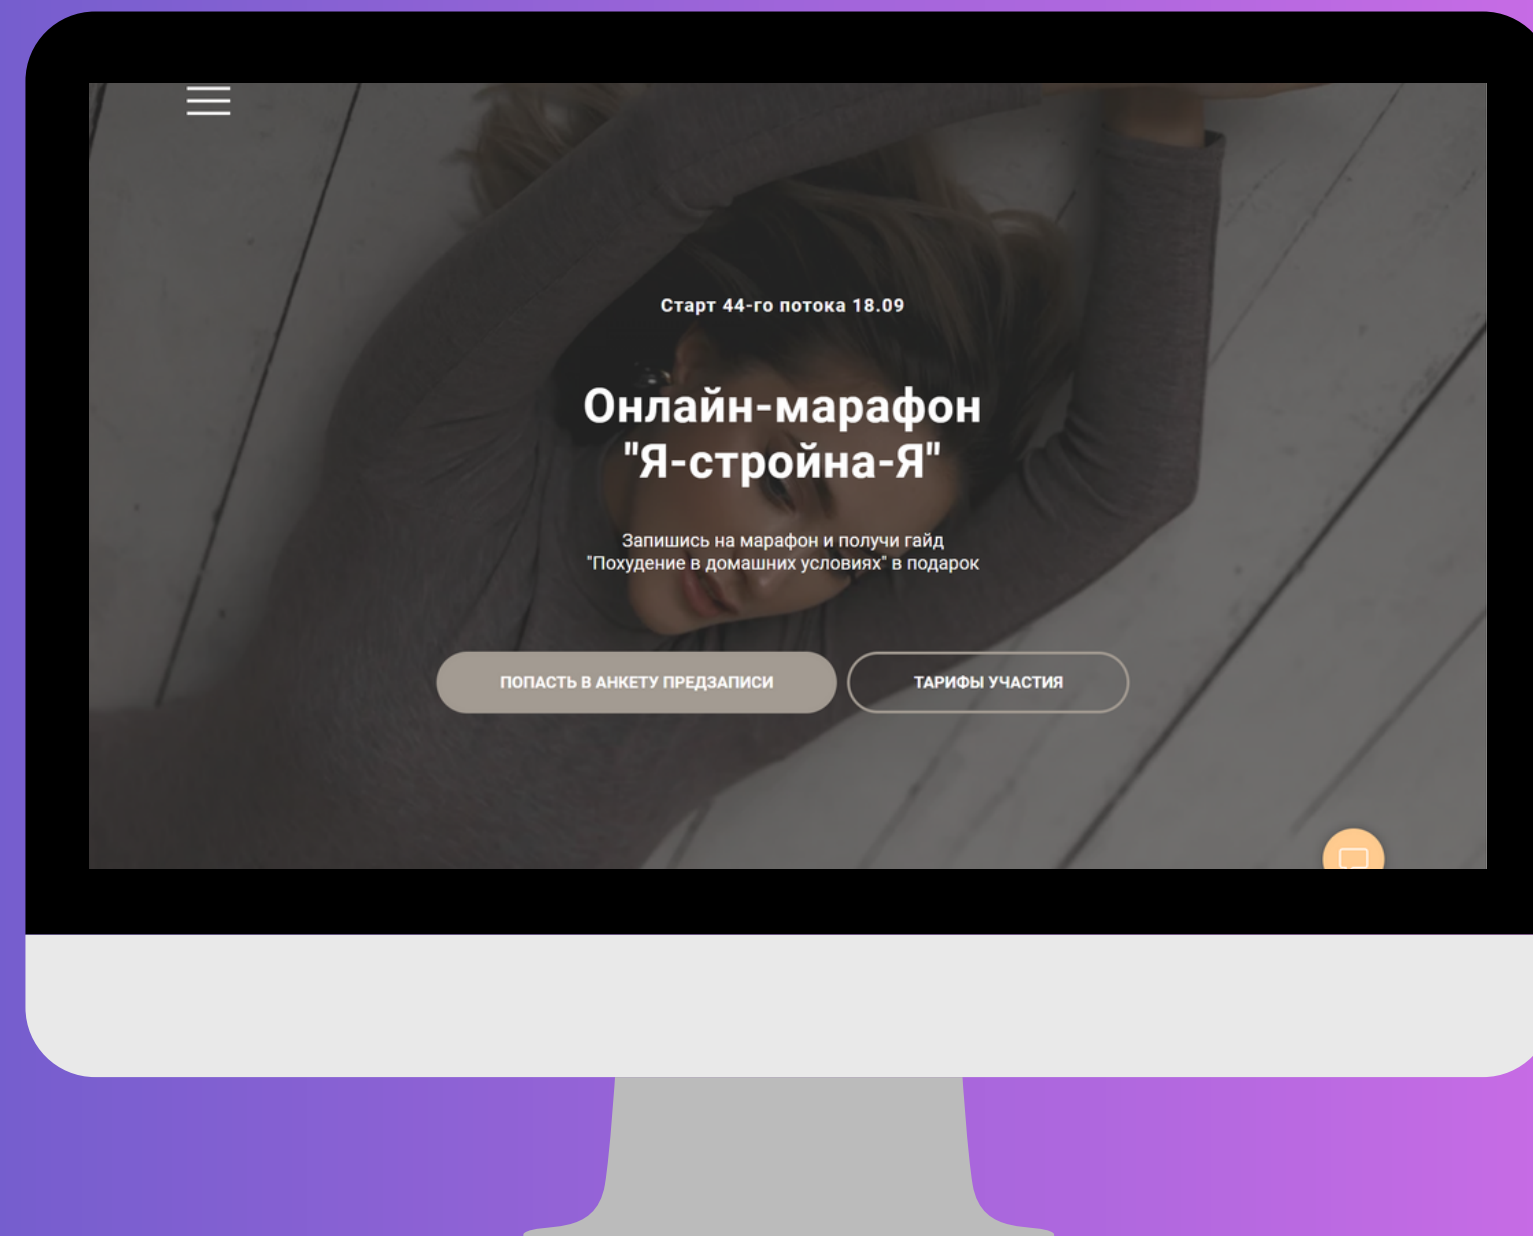 Старт 44-го потока 18.09
Онлайн-марафон
"Я-стройна-Я"
Запишись на марафон и получи гайд
"Похудение в домашних условиях" в подарок
ПОПАСТЬ В АНКЕТУ ПРЕДЗАПИСИ
ТАРИФЫ УЧАСТИЯ